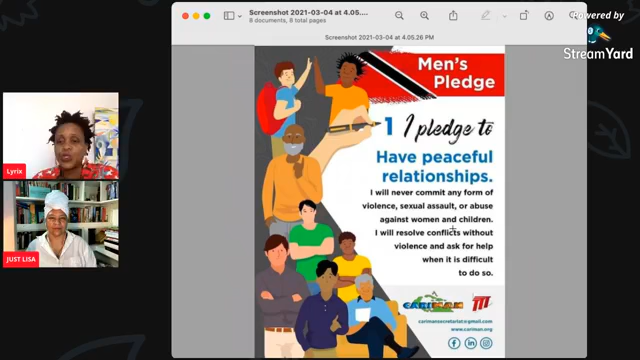 Screenshot 2021-03-04 at 4.05....
8 documents, 8 total pages
Screenshot 2021-03-04 at 4.05.26 PM
Powered by
StreamYard
Men's
Pledge
1 I pledge to
Have peaceful
relationships.
I will never commit any form of
violence, sexual assault, or abuse
against women and children.
I will resolve conflicts without
violence and ask for help
when it is difficult
to do so.
CARIMAN
carimansecretariat@gmail.com
www.cariman.org
Lyrix
JUST LISA